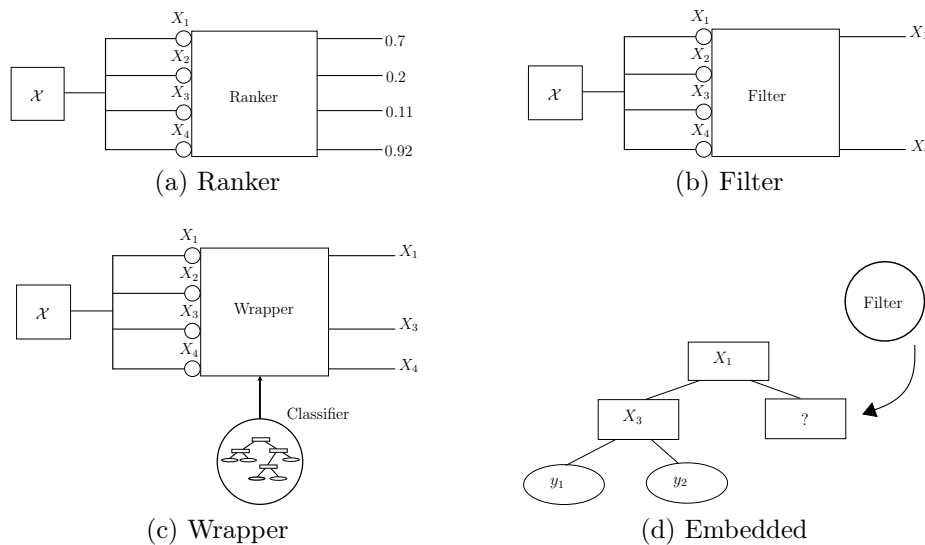 X1
X2
X3
X4
𝒳
Ranker
0.7
0.2
0.11
0.92
(a) Ranker
X1
X2
X3
X4
𝒳
Filter
(b) Filter
X1
X2
X3
X4
𝒳
Wrapper
X1
X3
X4
Classifier
(c) Wrapper
Filter
X1
X3
?
y1
y2
(d) Embedded